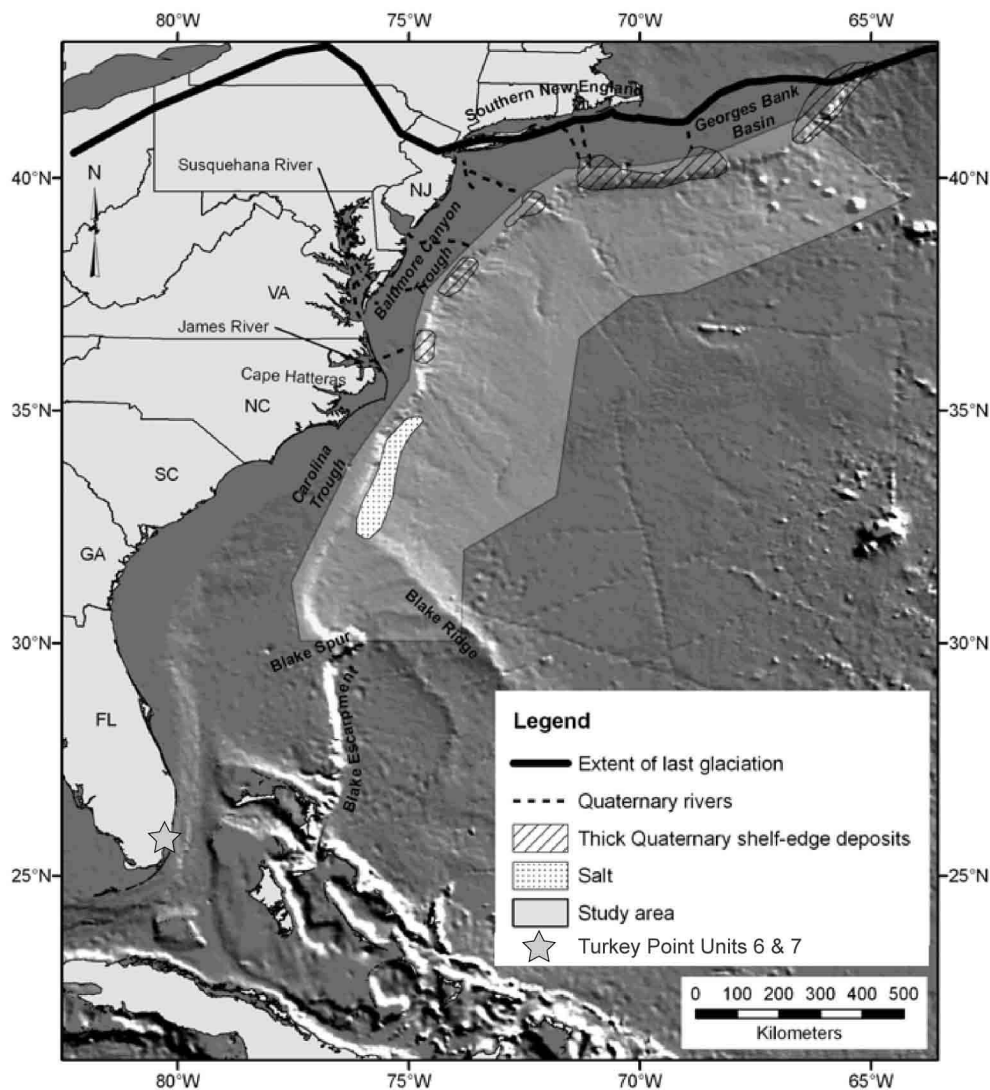 80°W 75°W 70°W 65°W
Southern New England
Georges Bank
Basin
Susquehana River
N
40°N
NJ
40°N
Baltimore Canyon
Trough
VA
James River
Cape Hatteras
35°N
NC
35°N
Carolina
Trough
SC
GA
30°N
Blake Spur
Blake Ridge
30°N
Blake Escarpment
FL
25°N
25°N
Legend
Extent of last glaciation
Quaternary rivers
Thick Quaternary shelf-edge deposits
Salt
Study area
Turkey Point Units 6 & 7
0 100 200 300 400 500
Kilometers
80°W 75°W 70°W 65°W